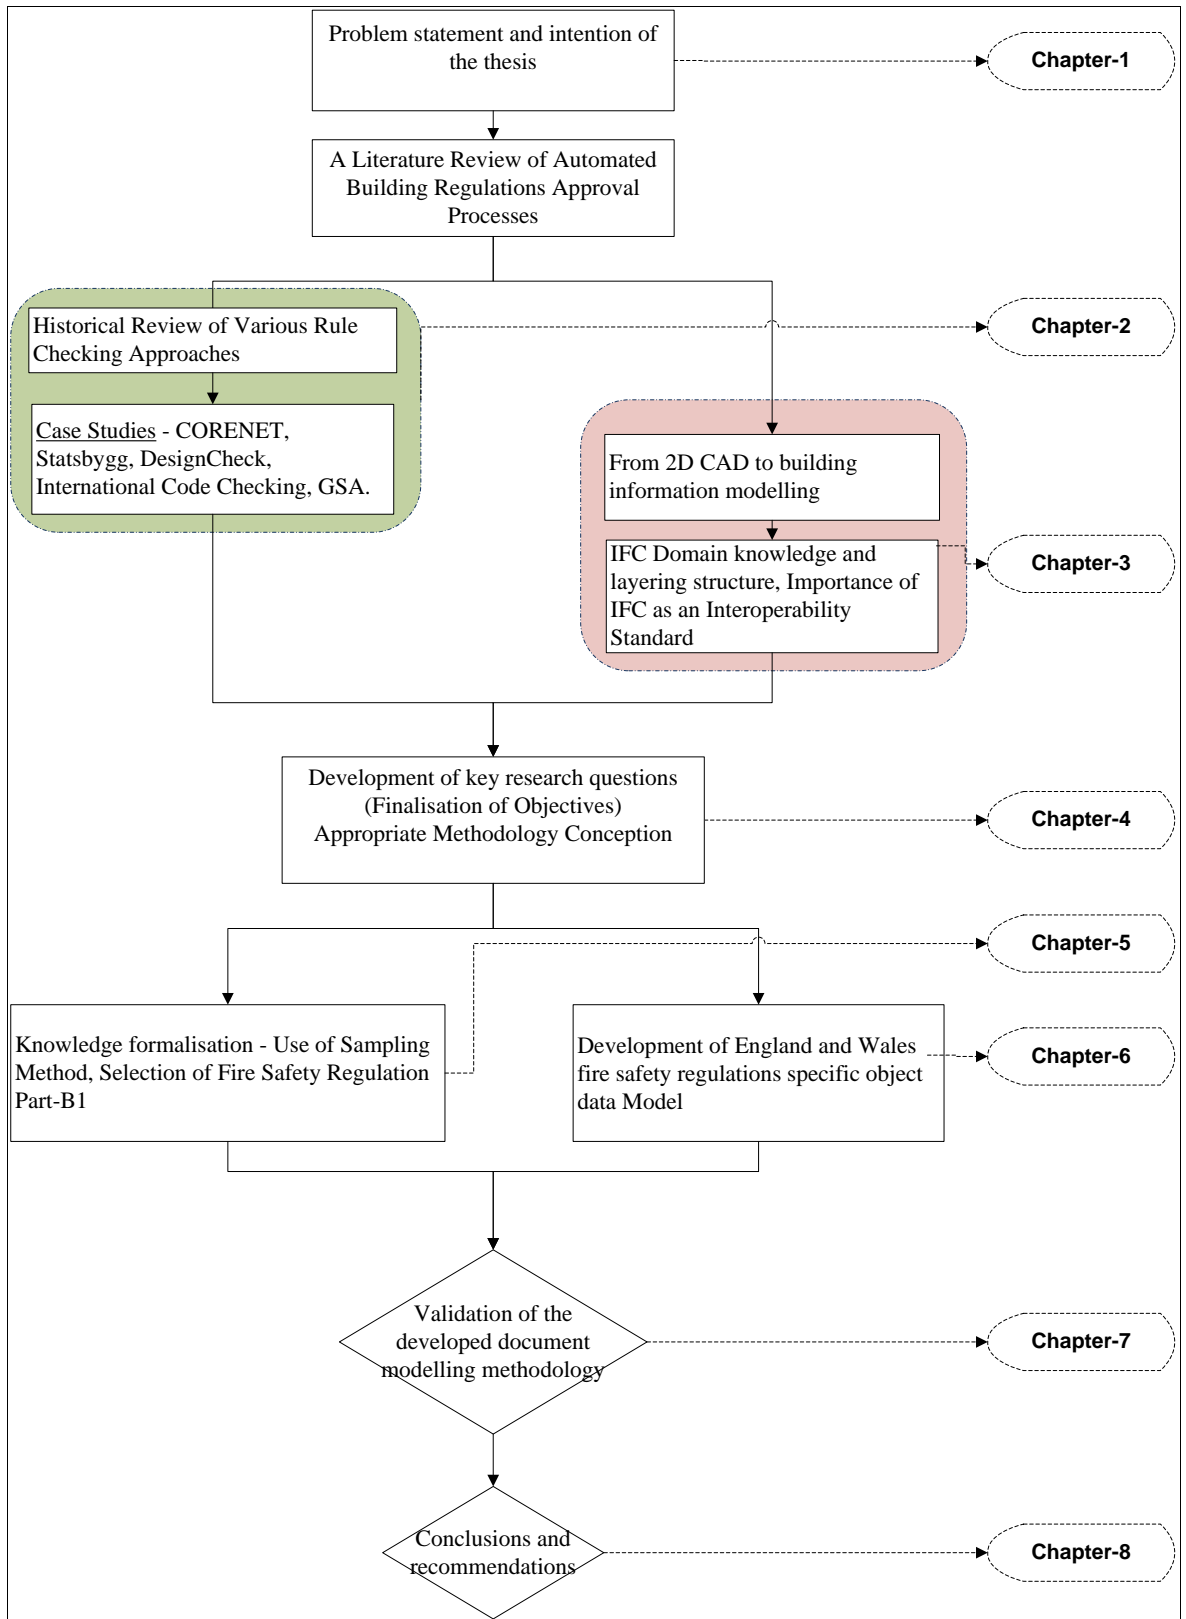 Problem statement and intention of
the thesis
Chapter-1
A Literature Review of Automated
Building Regulations Approval
Processes
Historical Review of Various Rule
Checking Approaches
Chapter-2
Case Studies - CORENET,
Statsbygg, DesignCheck,
International Code Checking, GSA.
From 2D CAD to building
information modelling
IFC Domain knowledge and
layering structure, Importance of
IFC as an Interoperability
Standard
Chapter-3
Development of key research questions
(Finalisation of Objectives)
Appropriate Methodology Conception
Chapter-4
Chapter-5
Knowledge formalisation - Use of Sampling
Method, Selection of Fire Safety Regulation
Part-B1
Development of England and Wales
fire safety regulations specific object
data Model
Chapter-6
Validation of the
developed document
modelling methodology
Chapter-7
Conclusions and
recommendations
Chapter-8